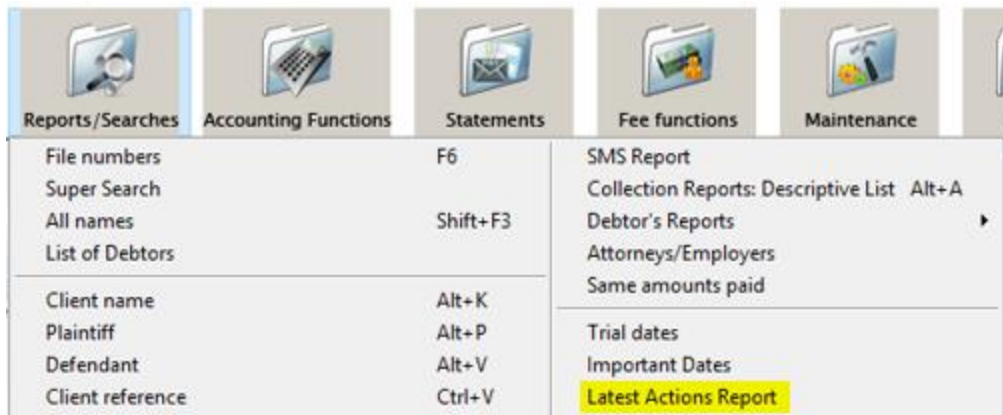 Reports/Searches Accounting Functions Statements Fee functions Maintenance
File numbers F6
Super Search
All names Shift+F3
List of Debtors
Client name Alt+K
Plaintiff Alt+P
Defendant Alt+V
Client reference Ctrl+V
SMS Report
Collection Reports: Descriptive List Alt+A
Debtor's Reports
Attorneys/Employers
Same amounts paid
Trial dates
Important Dates
Latest Actions Report